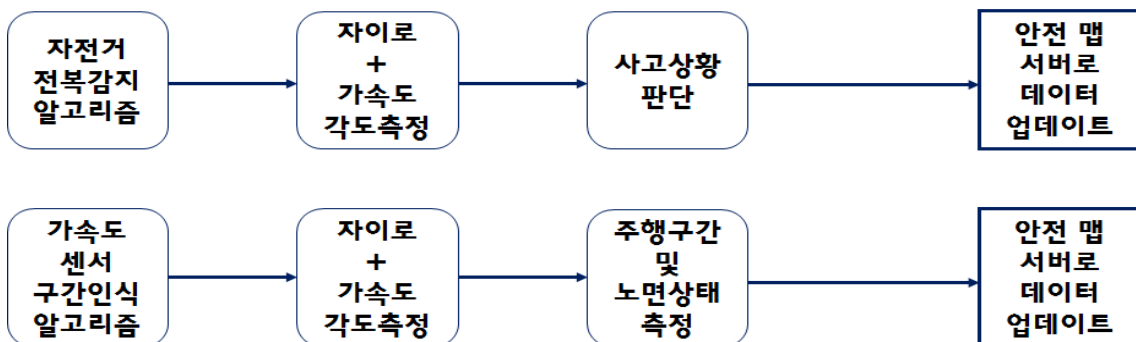 자전거
전복감지
알고리즘
자이로
+
가속도
각도측정
사고상황
판단
안전 맵
서버로
데이터
업데이트
가속도
센서
구간인식
알고리즘
자이로
+
가속도
각도측정
주행구간
및
노면상태
측정
안전 맵
서버로
데이터
업데이트